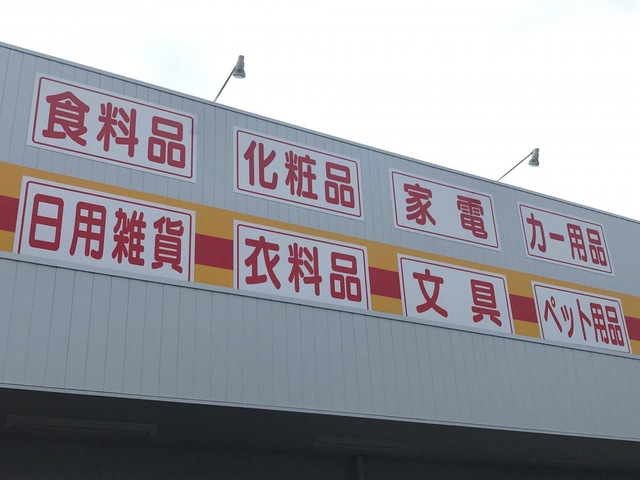 食料品
化粧品
家電
カー用品
日用雑貨
衣料品
文具
ペット用品